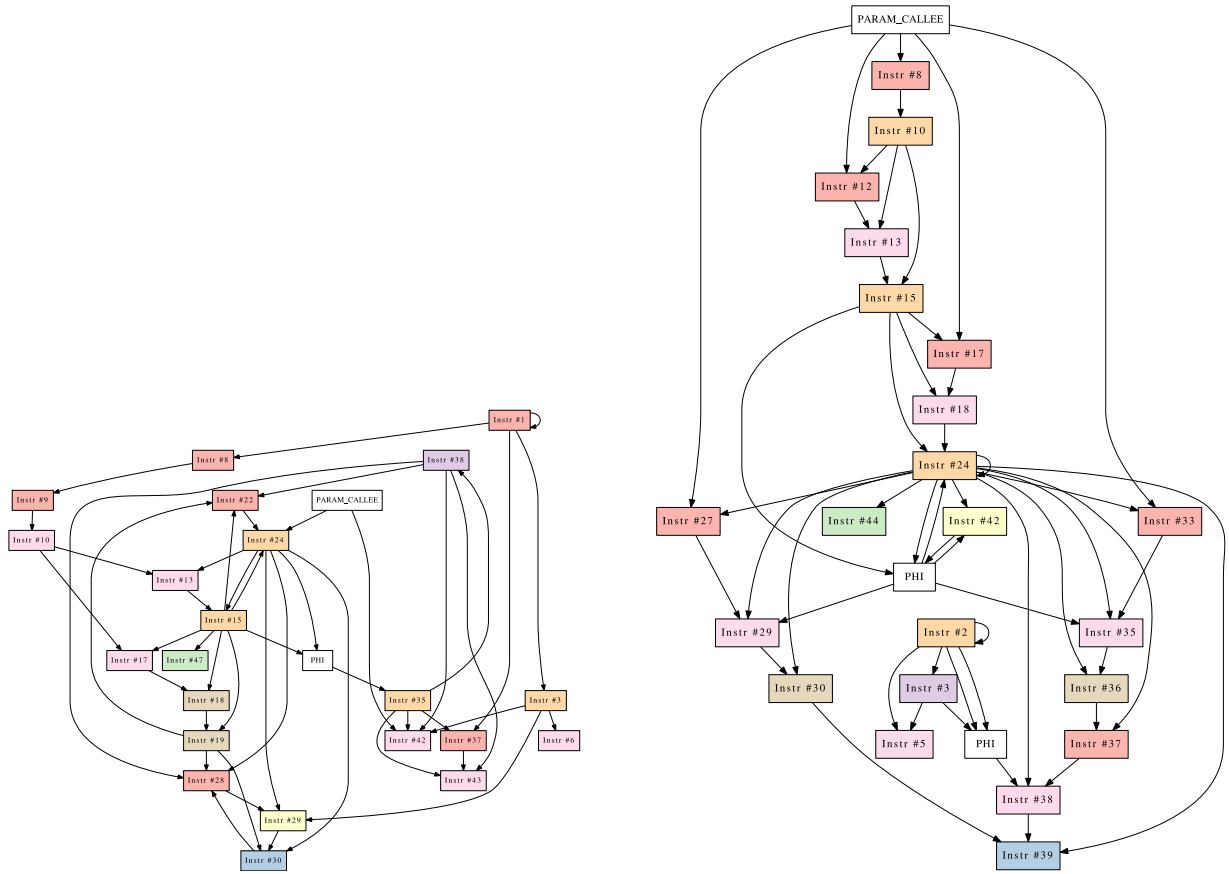 Instr #1
Instr #8
Instr #38
Instr #9
Instr #22
PARAM_CALLEE
Instr #10
Instr #24
Instr #13
Instr #15
Instr #17
Instr #47
PHI
Instr #18
Instr #35
Instr #3
Instr #19
Instr #42
Instr #37
Instr #6
Instr #28
Instr #43
Instr #29
Instr #30
PARAM_CALLEE
Instr #8
Instr #10
Instr #12
Instr #13
Instr #15
Instr #17
Instr #18
Instr #24
Instr #27
Instr #44
Instr #42
Instr #33
PHI
Instr #29
Instr #2
Instr #35
Instr #30
Instr #3
Instr #36
Instr #5
PHI
Instr #37
Instr #38
Instr #39